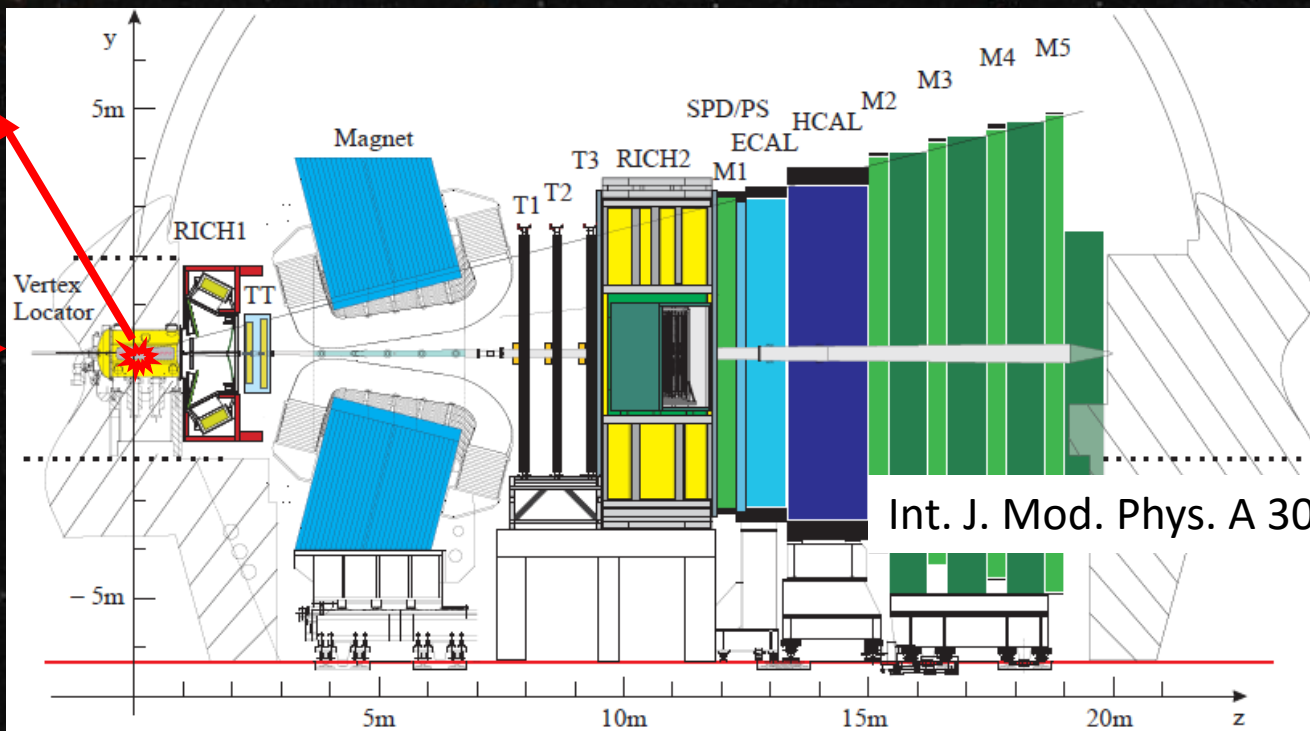 y
5m
Magnet
RICH1
Vertex
Locator
TT
T1
T2
T3
RICH2
SPD/PS
M1
ECAL
HCAL
M2
M3
M4
M5
Int. J. Mod. Phys. A 30
− 5m
5m
10m
15m
20m
z